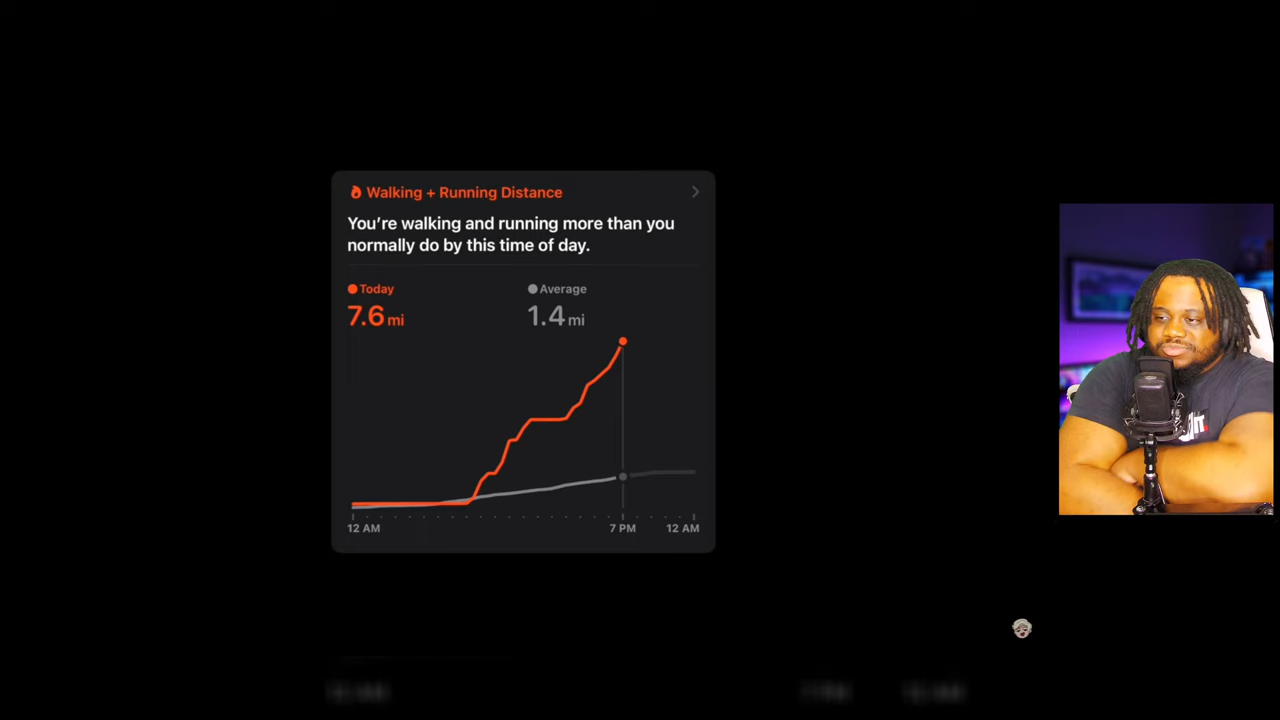 Walking + Running Distance
You’re walking and running more than you
normally do by this time of day.
Today
Average
7.6 mi
1.4 mi
12 AM
7 PM
12 AM